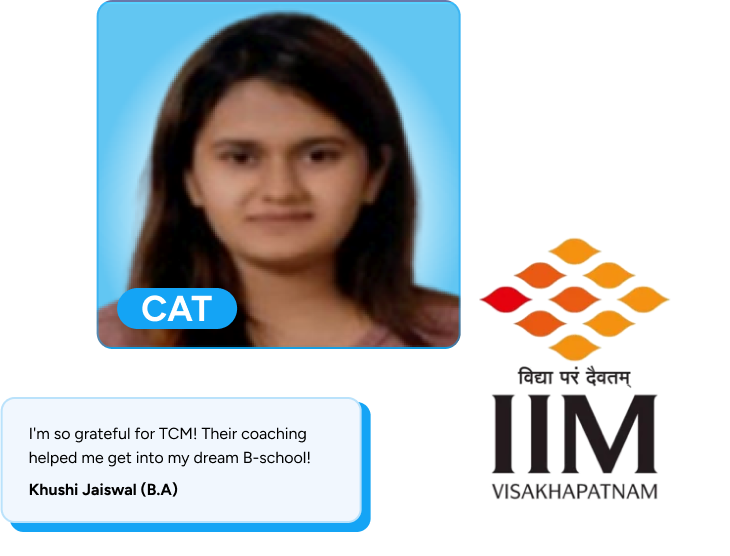 CAT
विद्या परं दैवतम्
IIM
VISAKHAPATNAM
I'm so grateful for TCM! Their coaching
helped me get into my dream B-school!
Khushi Jaiswal (B.A)